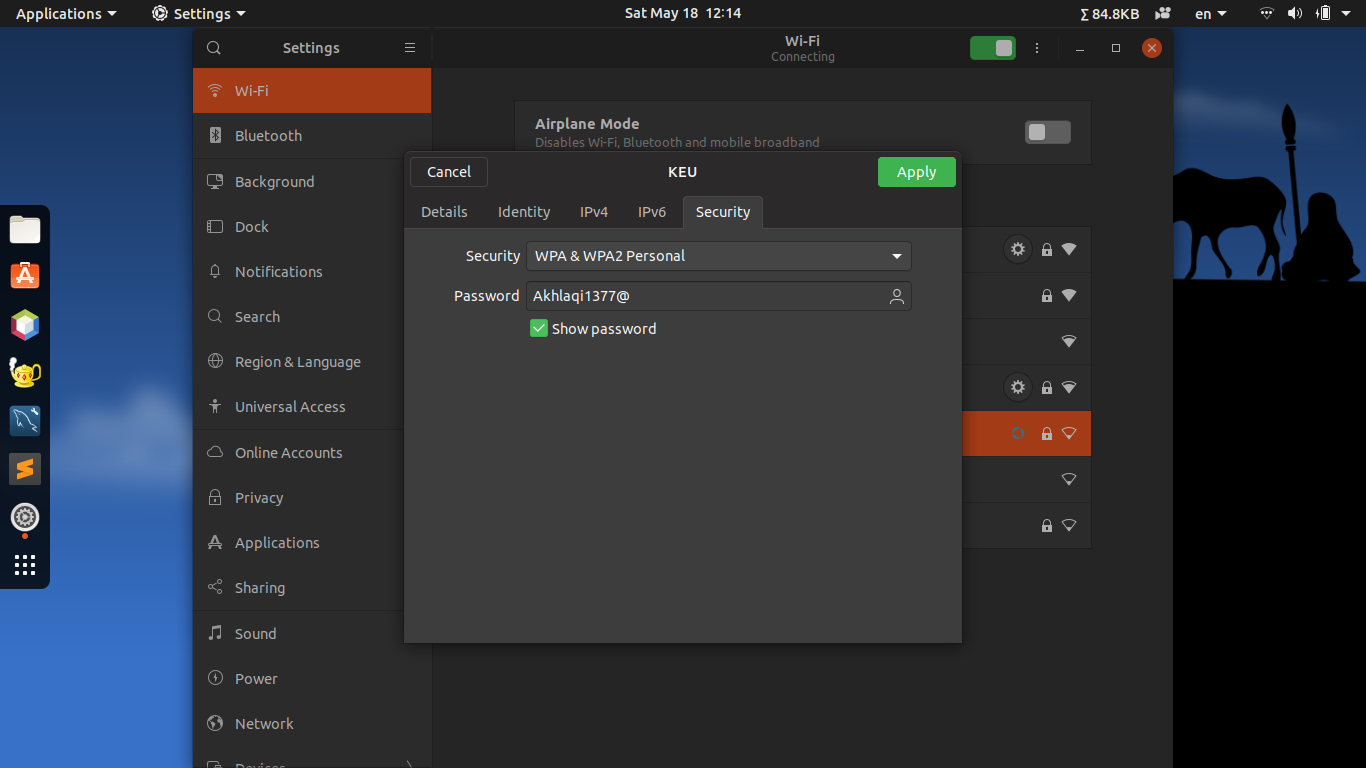 Applications Settings Sat May 18 12:14 Σ 84.8KB en
Settings
Wi-Fi
Connecting
Wi-Fi
Bluetooth
Background
Dock
Notifications
Search
Region & Language
Universal Access
Online Accounts
Privacy
Applications
Sharing
Sound
Power
Network
Devices
Airplane Mode
Disables Wi-Fi, Bluetooth and mobile broadband
Cancel KEU Apply
Details Identity IPv4 IPv6 Security
Security WPA & WPA2 Personal
Password Akhlaqi1377@
Show password